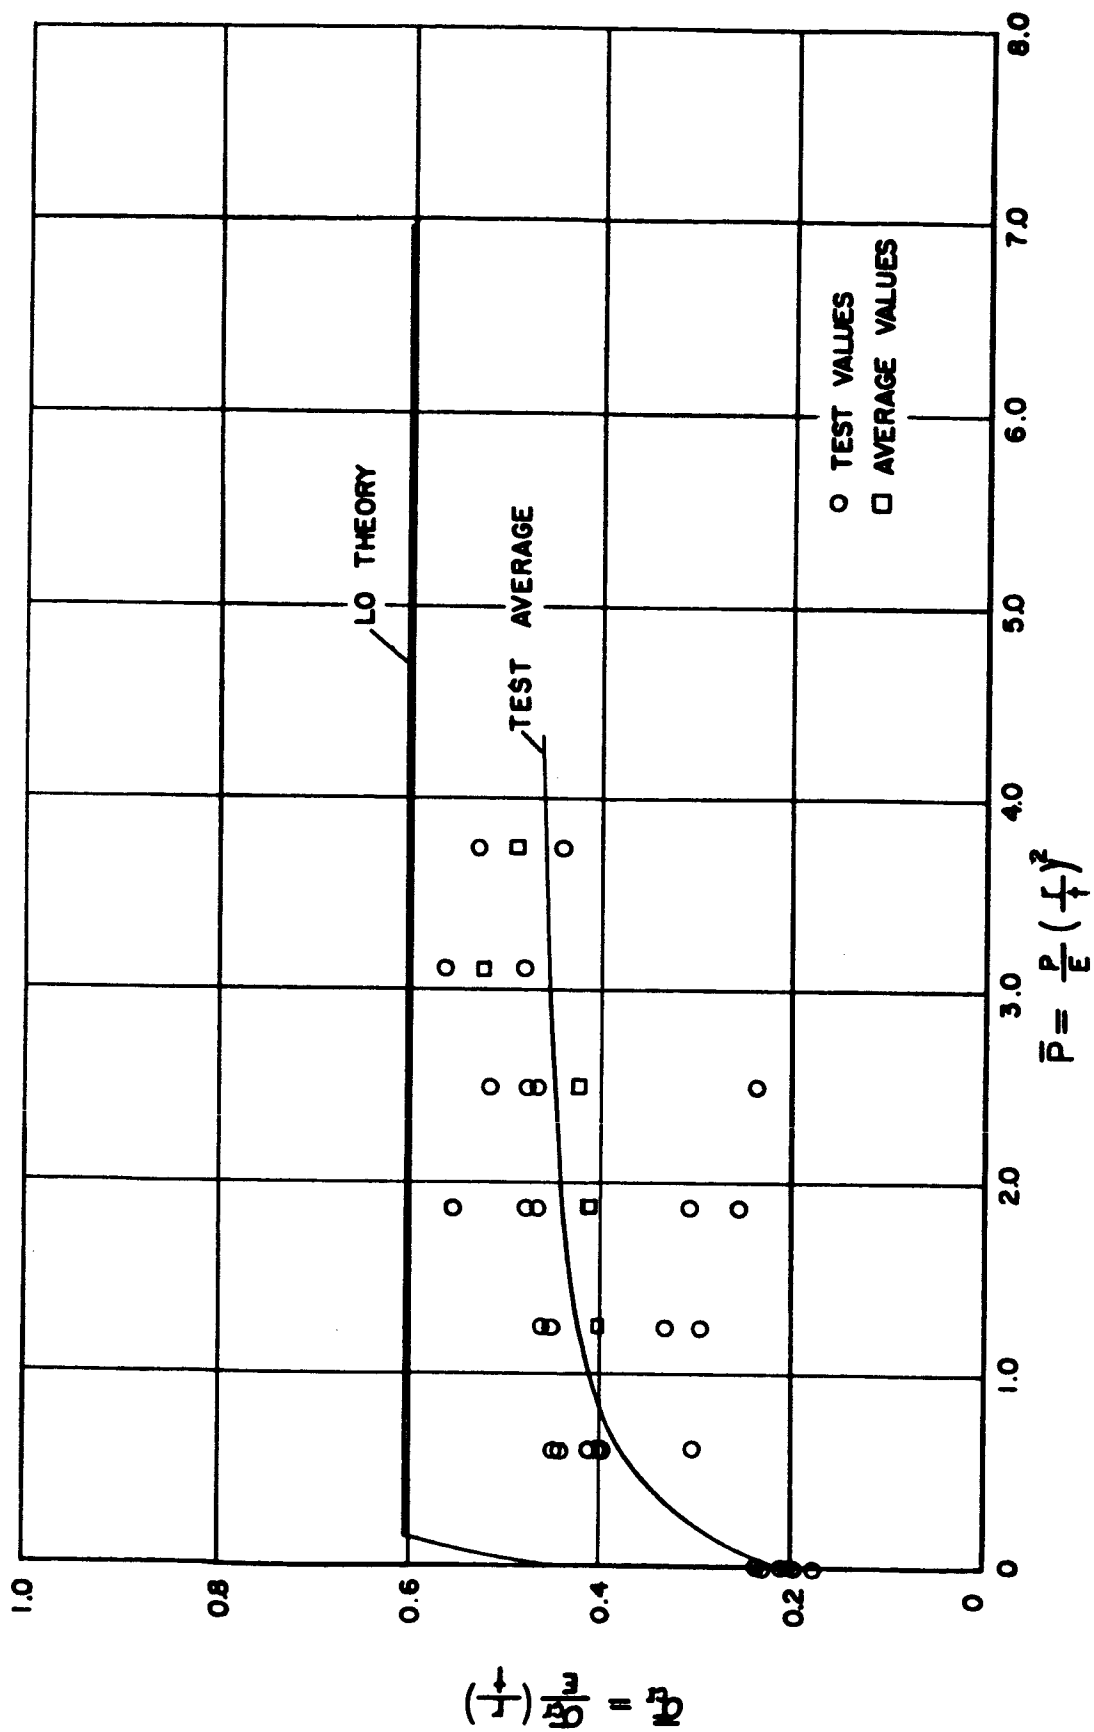 1.0
0.8
0.6
0.4
0.2
0
LO THEORY
TEST AVERAGE
○ TEST VALUES
□ AVERAGE VALUES
0 1.0 2.0 3.0 4.0 5.0 6.0 7.0 8.0
P̅ = P/E (r/t)²